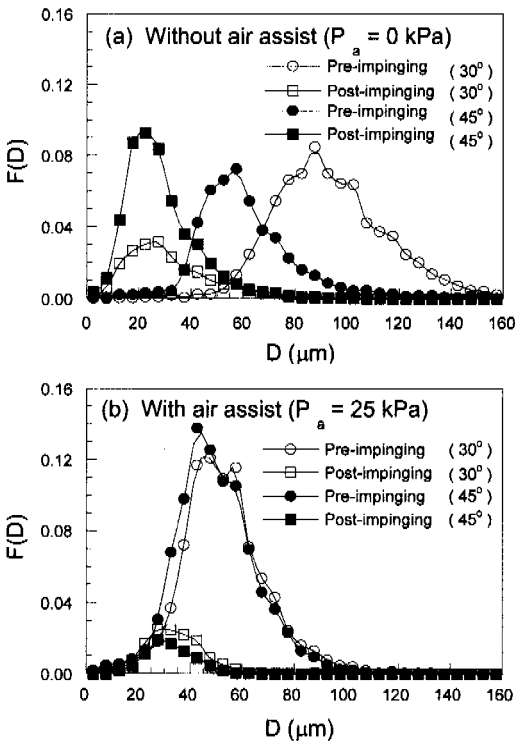 (a) Without air assist (P a = 0 kPa)
Pre-impinging (30°)
Post-impinging (30°)
Pre-impinging (45°)
Post-impinging (45°)
F(D)
0.16
0.12
0.08
0.04
0.00
0 20 40 60 80 100 120 140 160
D (μm)
(b) With air assist (P a = 25 kPa)
Pre-impinging (30°)
Post-impinging (30°)
Pre-impinging (45°)
Post-impinging (45°)
F(D)
0.16
0.12
0.08
0.04
0.00
0 20 40 60 80 100 120 140 160
D (μm)